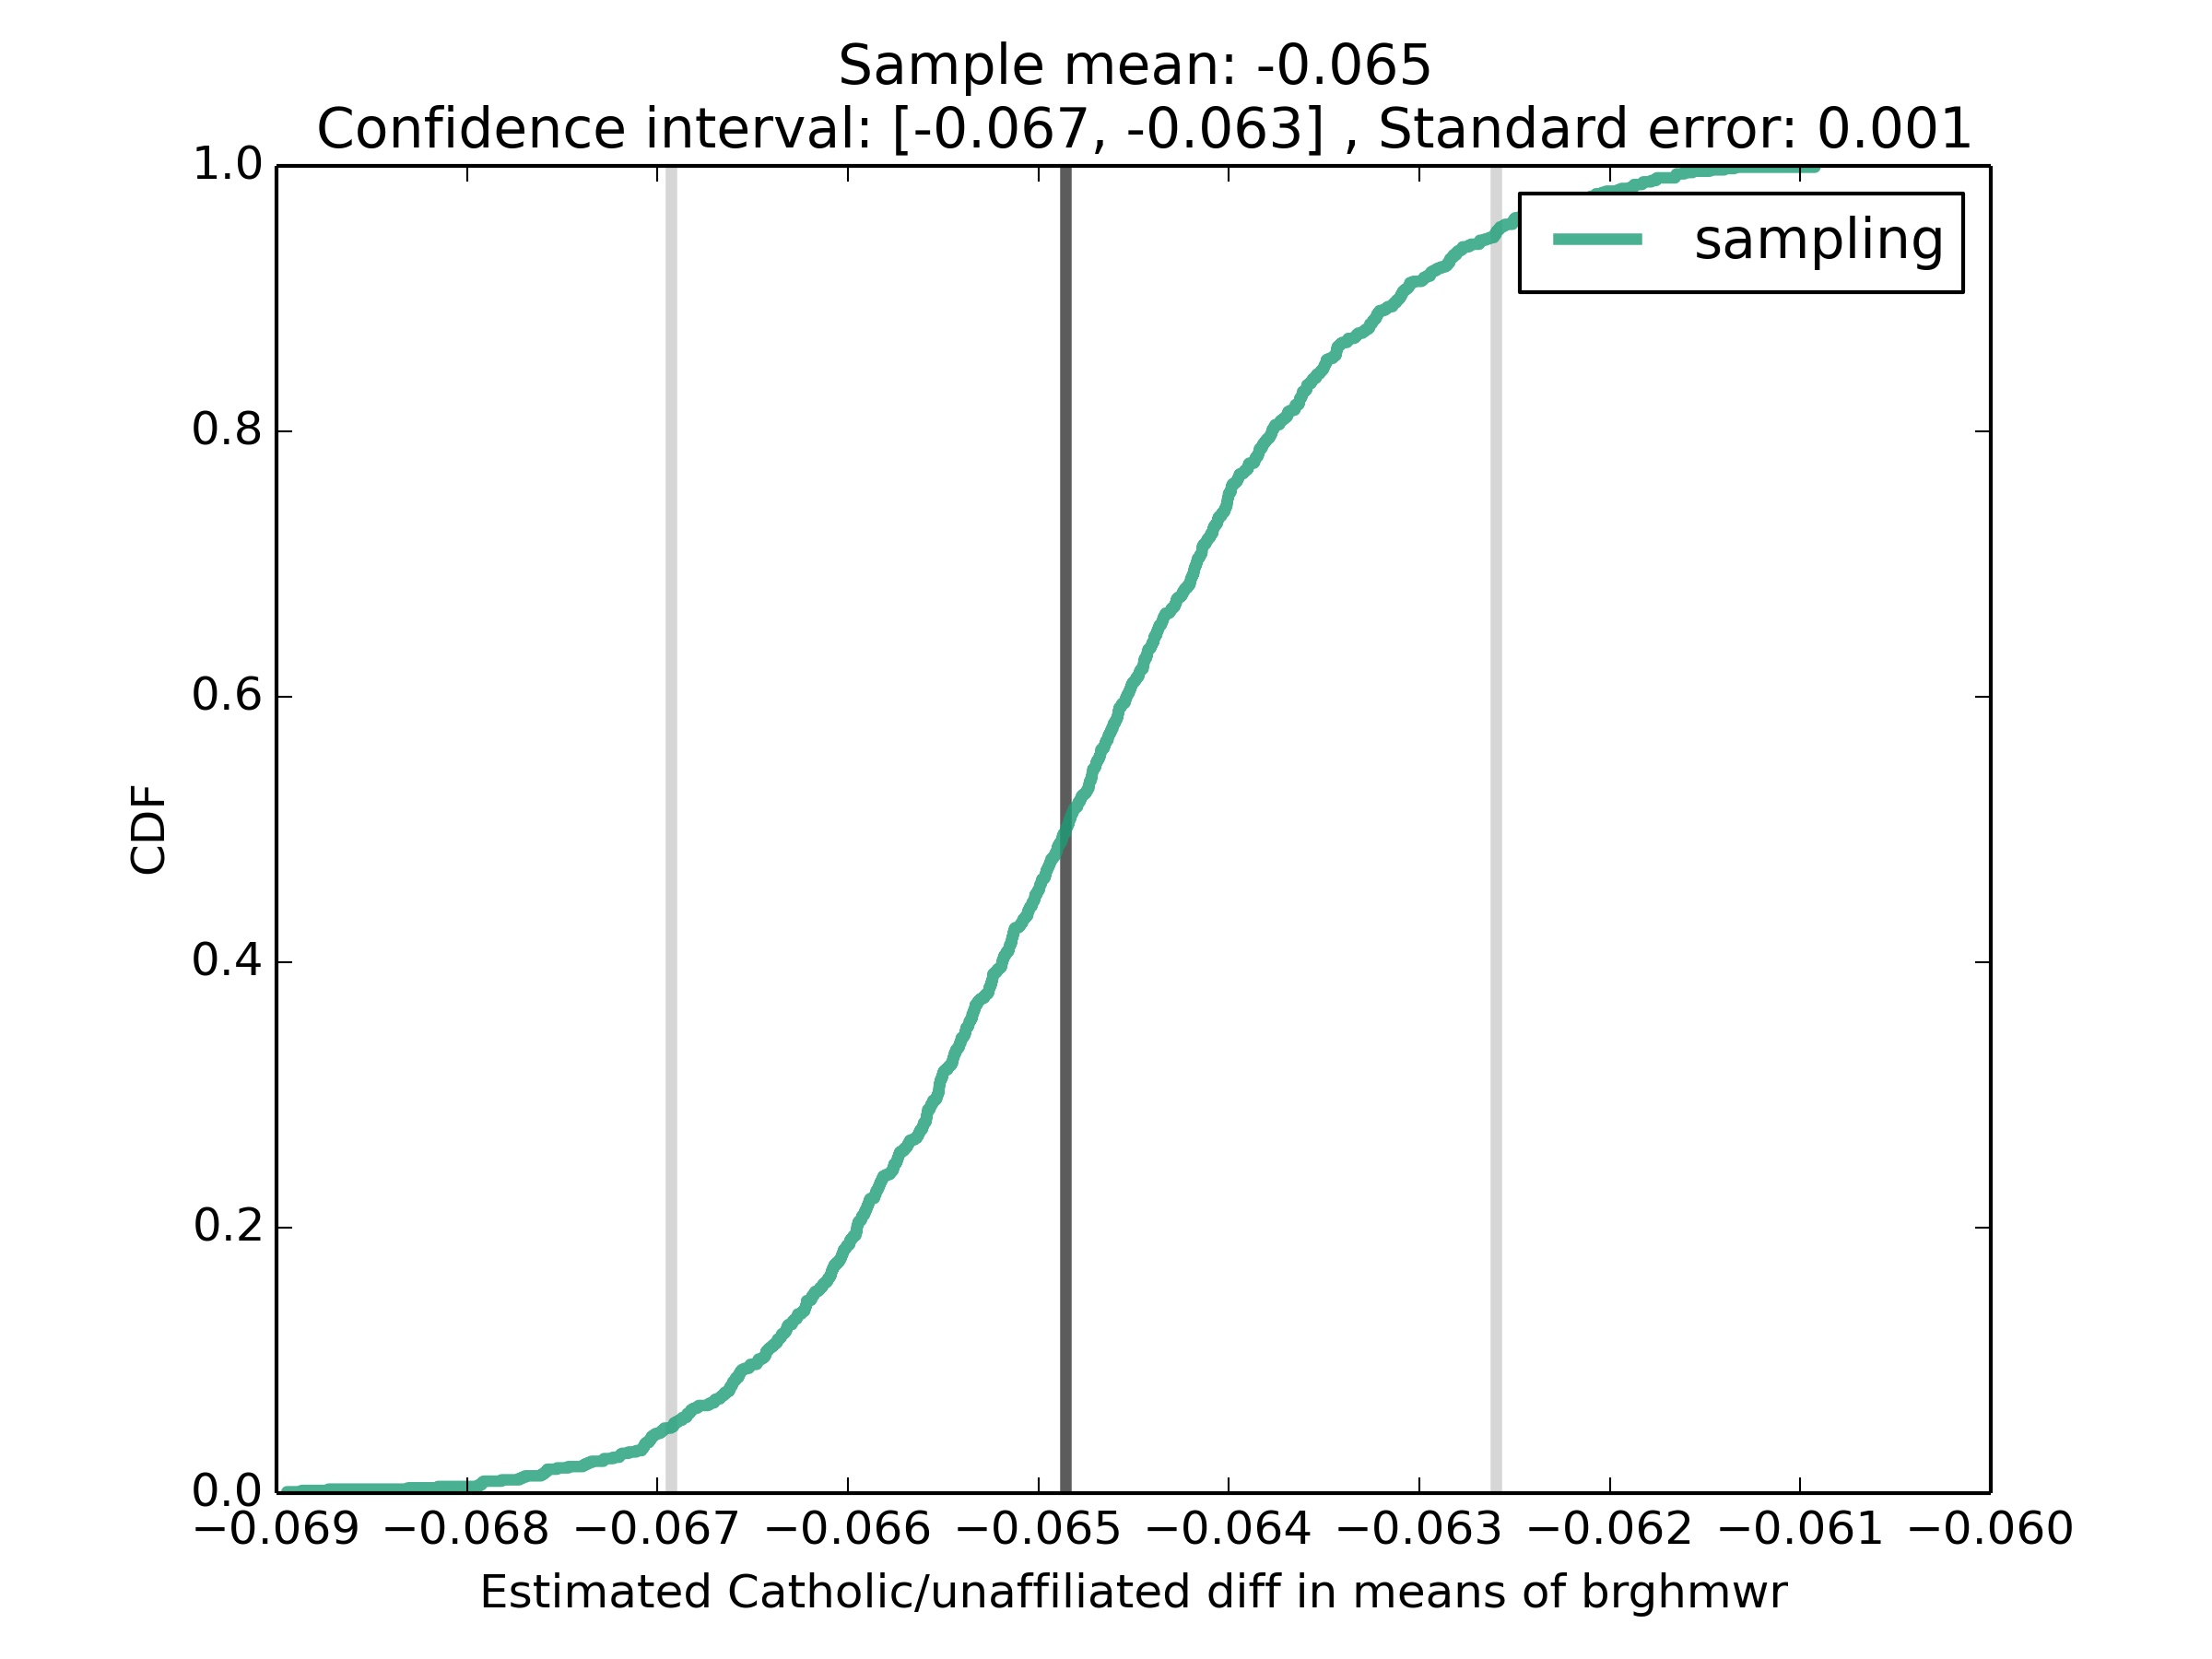 Sample mean: -0.065
Confidence interval: [-0.067, -0.063] , Standard error: 0.001
sampling
1.0
0.8
0.6
0.4
0.2
0.0
CDF
−0.069 −0.068 −0.067 −0.066 −0.065 −0.064 −0.063 −0.062 −0.061 −0.060
Estimated Catholic/unaffiliated diff in means of brghmwr